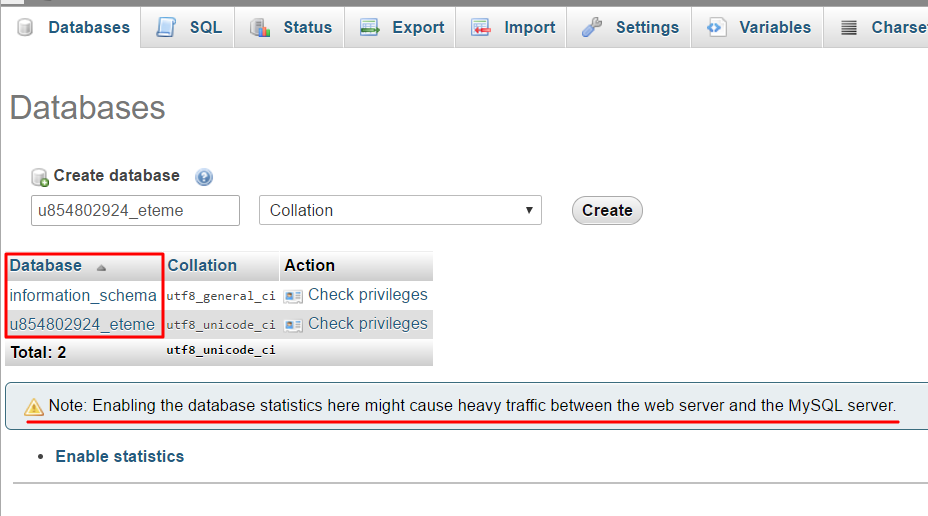 Databases SQL Status Export Import Settings Variables Charse
Databases
Create database
u854802924_eteme Collation Create
Database Collation Action
information_schema utf8_general_ci Check privileges
u854802924_eteme utf8_unicode_ci Check privileges
Total: 2 utf8_unicode_ci
Note: Enabling the database statistics here might cause heavy traffic between the web server and the MySQL server.
Enable statistics